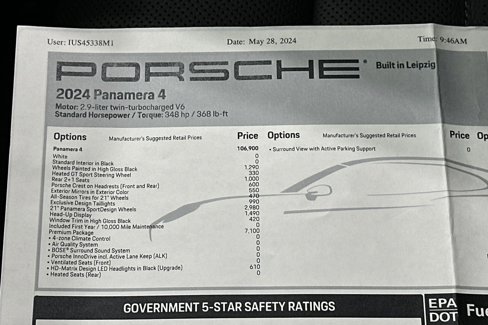 User: IUS45338M1 Date: May 28, 2024 Time: 9:46AM
PORSCHE Built in Leipzig
2024 Panamera 4
Motor: 2.9-liter twin-turbocharged V6
Standard Horsepower / Torque: 348 hp / 368 lb-ft
Options Manufacturer's Suggested Retail Prices Price Options Manufacturer's Suggested Retail Prices Price
Panamera 4 106,900 • Surround View with Active Parking Support 0
White 0
Standard Interior in Black 0
Wheels Painted in High Gloss Black 1,290
Heated GT Sport Steering Wheel 330
Rear 2+1 Seats 1,000
Porsche Crest on Headrests (Front and Rear) 600
Exterior Mirrors in Exterior Color 550
All-Season Tires for 21" Wheels 470
Exclusive Design Taillights 990
21" Panamera SportDesign Wheels 2,980
Head-Up Display 1,490
Window Trim in High Gloss Black 420
Included First Year / 10,000 Mile Maintenance 0
Premium Package 7,100
• 4-zone Climate Control 0
• Air Quality System 0
• BOSE® Surround Sound System 0
• Porsche InnoDrive incl. Active Lane Keep (ALK) 0
• Ventilated Seats (Front) 0
• HD-Matrix Design LED Headlights in Black (Upgrade) 610
• Heated Seats (Rear) 0
GOVERNMENT 5-STAR SAFETY RATINGS
EPA
DOT
Fue